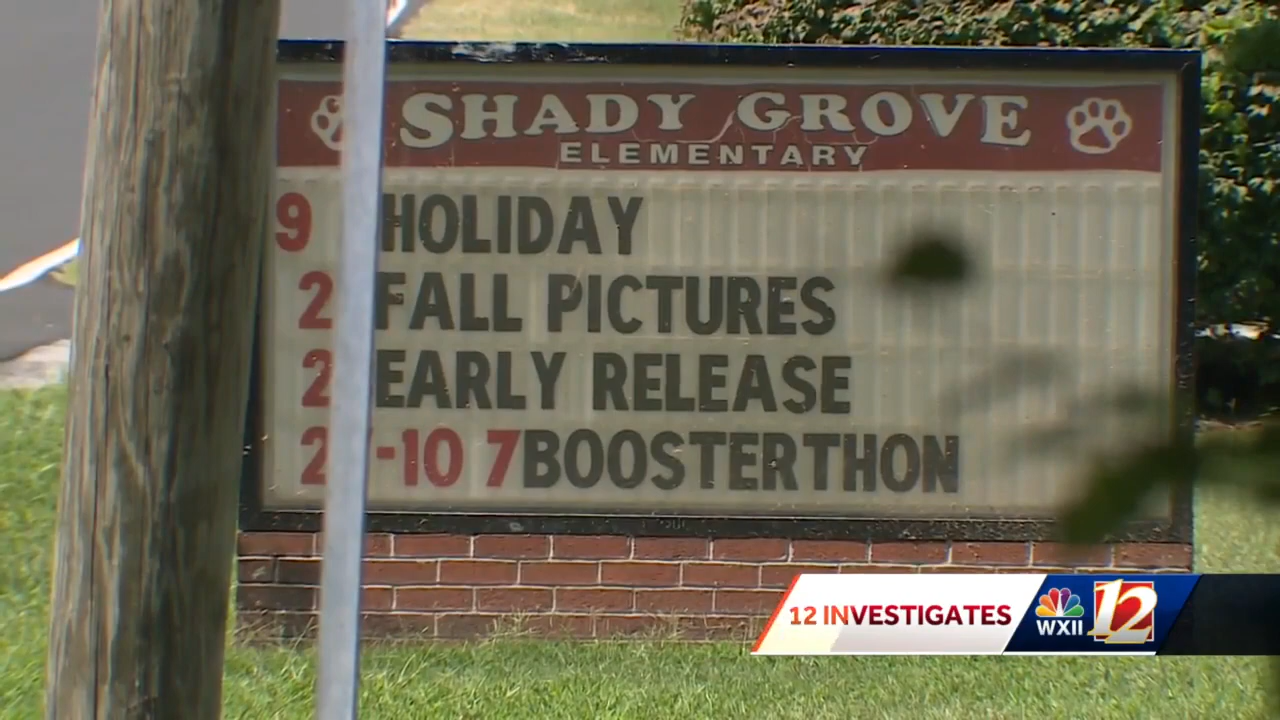 SHADY GROVE
ELEMENTARY
9 HOLIDAY
2 FALL PICTURES
2 EARLY RELEASE
2 -10 7 BOOSTERTHON
12 INVESTIGATES
WXII 12